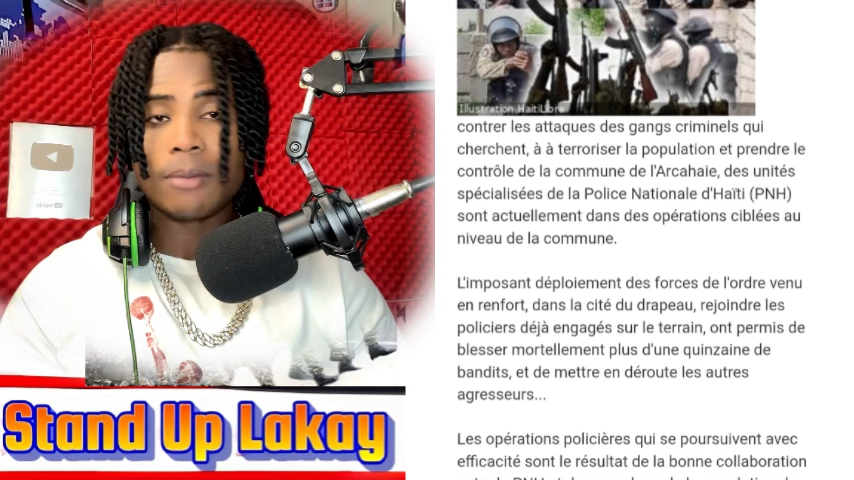 Stand Up Lakay
Illustration HaitiLibre
contrer les attaques des gangs criminels qui
cherchent, à à terroriser la population et prendre le
contrôle de la commune de l'Arcahaie, des unités
spécialisées de la Police Nationale d'Haïti (PNH)
sont actuellement dans des opérations ciblées au
niveau de la commune.
L'imposant déploiement des forces de l'ordre venu
en renfort, dans la cité du drapeau, rejoindre les
policiers déjà engagés sur le terrain, ont permis de
blesser mortellement plus d'une quinzaine de
bandits, et de mettre en déroute les autres
agresseurs...
Les opérations policières qui se poursuivent avec
efficacité sont le résultat de la bonne collaboration